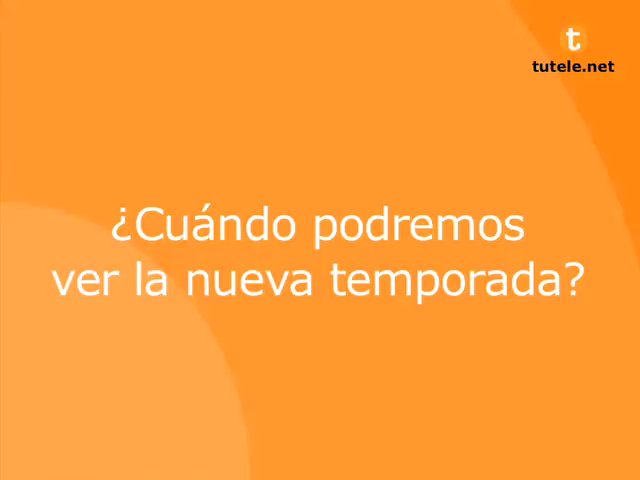 t
tutele.net
¿Cuándo podremos
ver la nueva temporada?